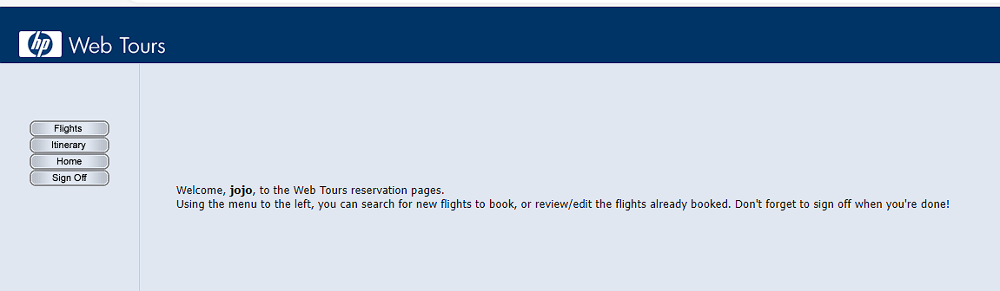 hp Web Tours
Flights
Itinerary
Home
Sign Off
Welcome, jojo, to the Web Tours reservation pages.
Using the menu to the left, you can search for new flights to book, or review/edit the flights already booked. Don't forget to sign off when you're done!